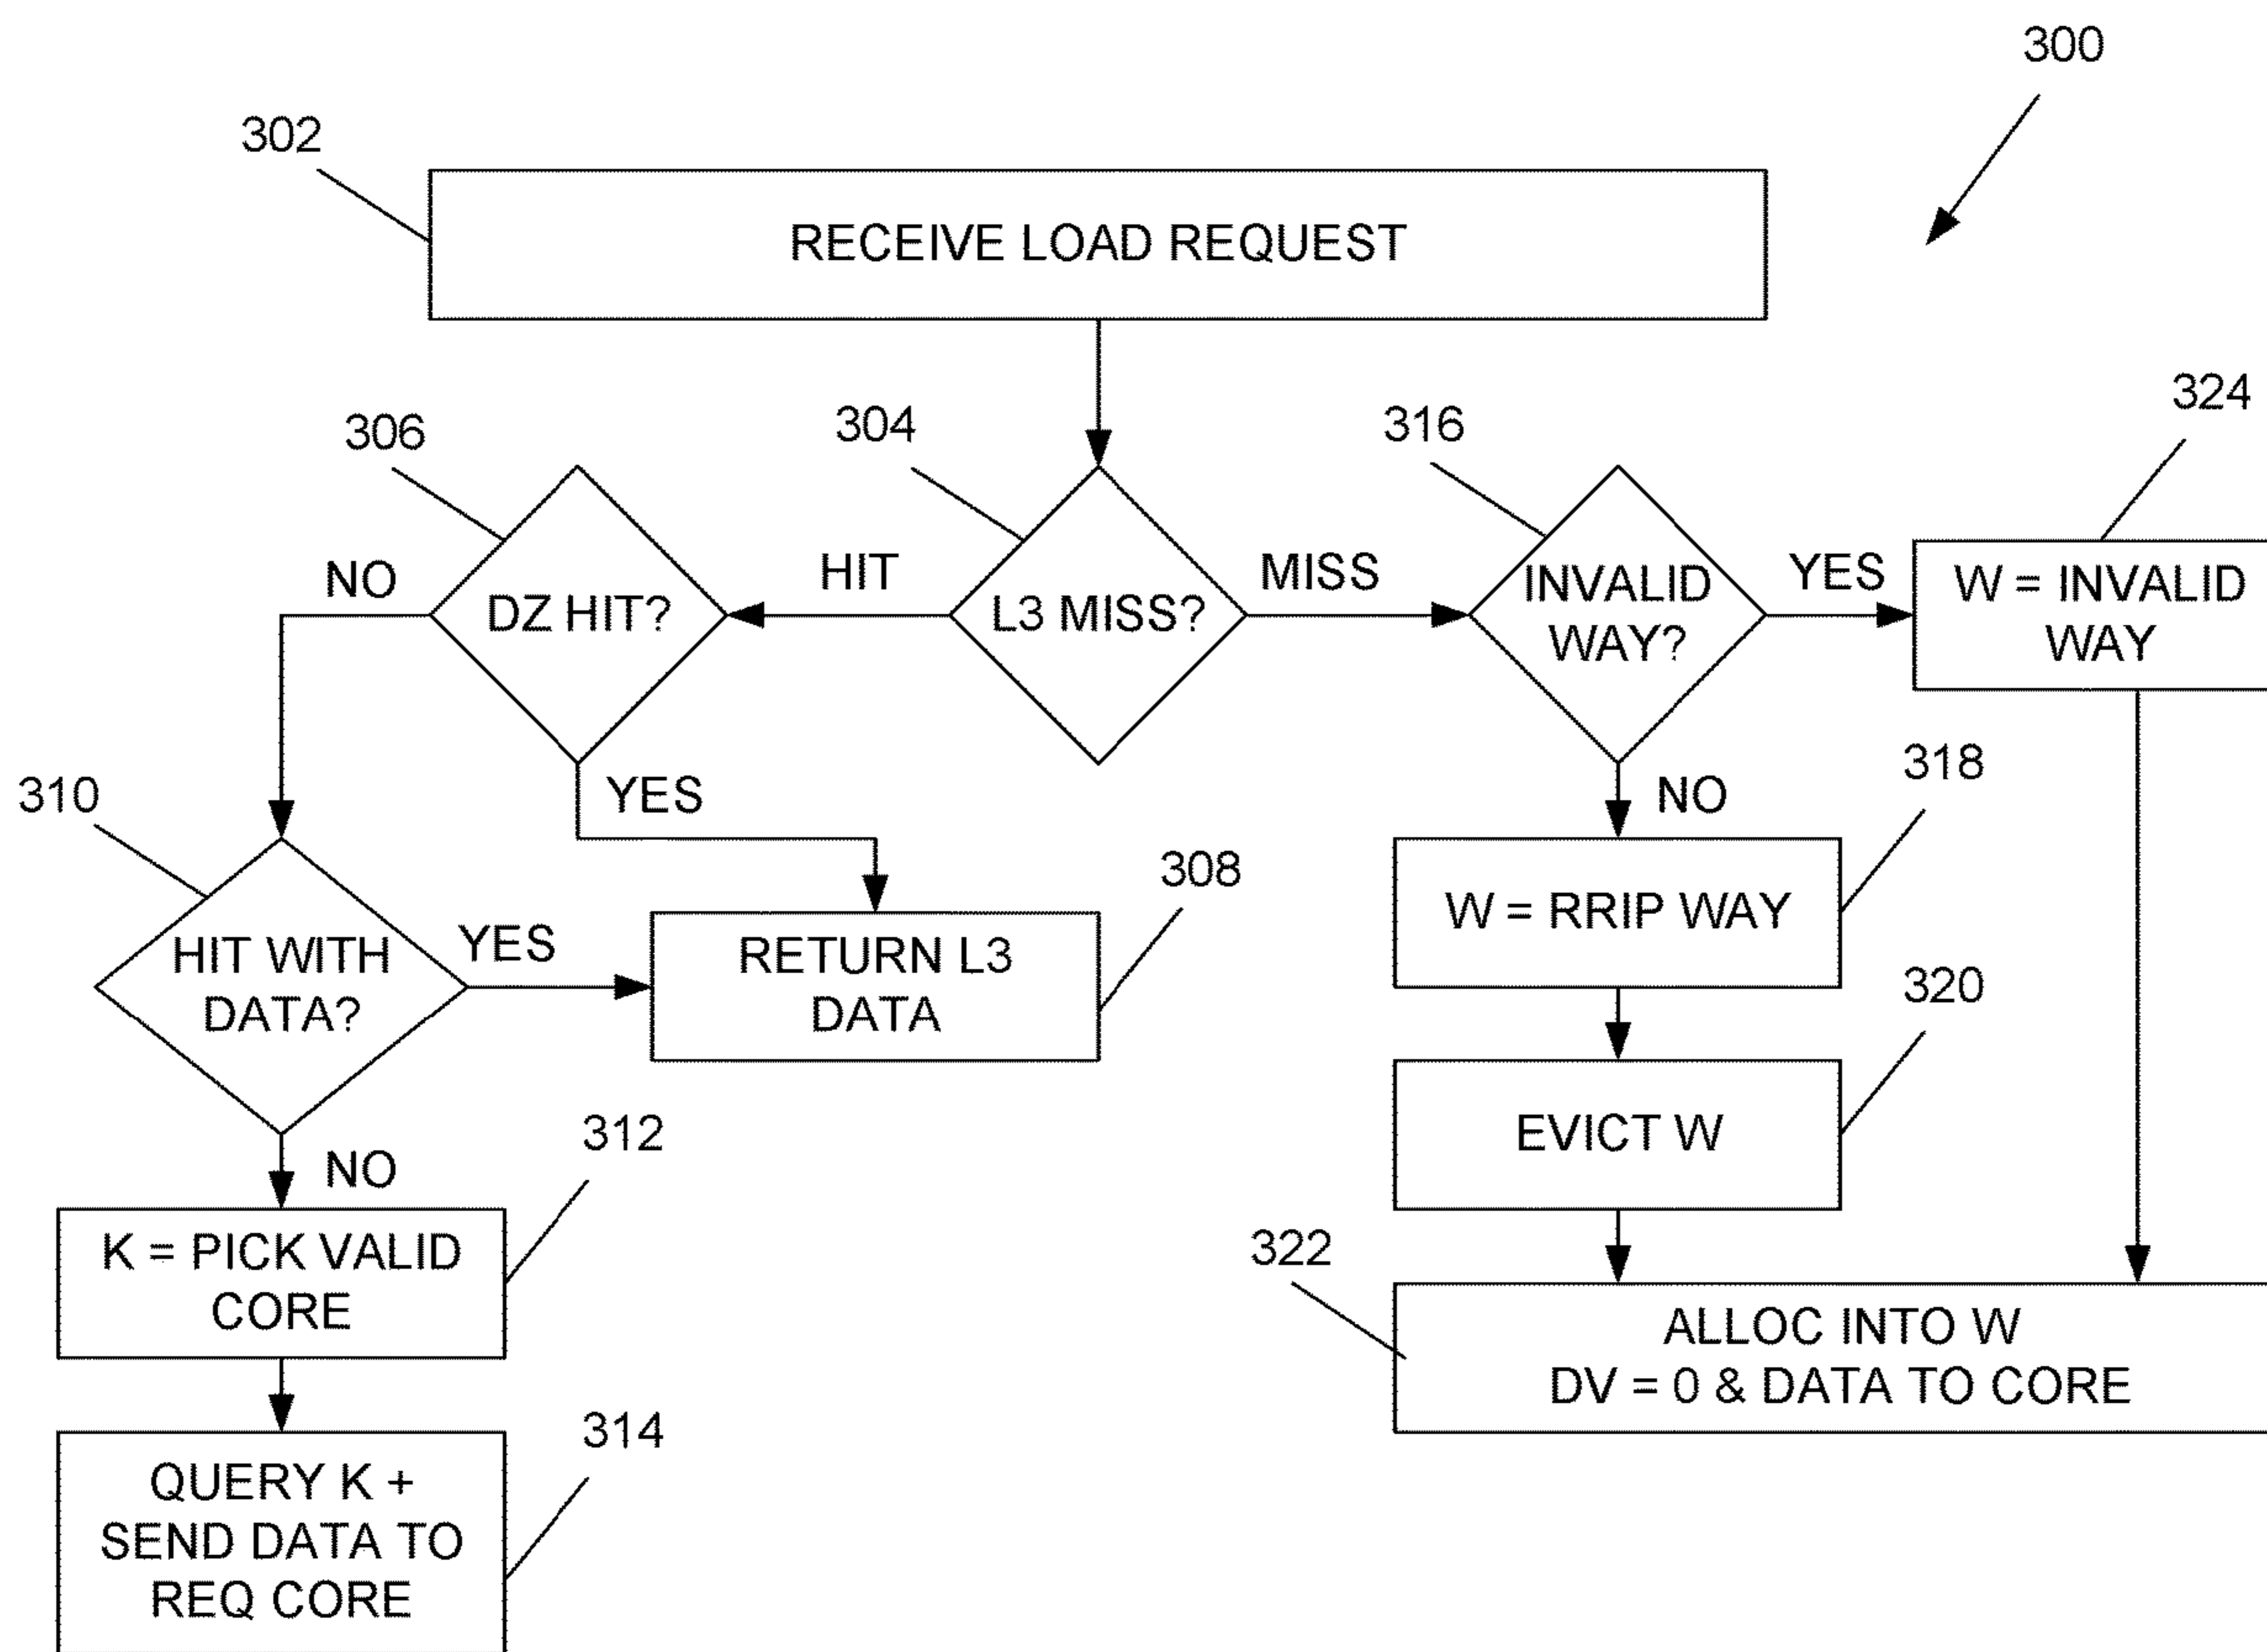 300
302
RECEIVE LOAD REQUEST
324
306
304
316
NO
DZ HIT?
HIT
L3 MISS?
MISS
INVALID
WAY?
YES
W = INVALID
WAY
310
YES
318
NO
308
W = RRIP WAY
HIT WITH
DATA?
YES
RETURN L3
DATA
320
EVICT W
NO
312
K = PICK VALID
CORE
322
ALLOC INTO W
DV = 0 & DATA TO CORE
314
QUERY K +
SEND DATA TO
REQ CORE